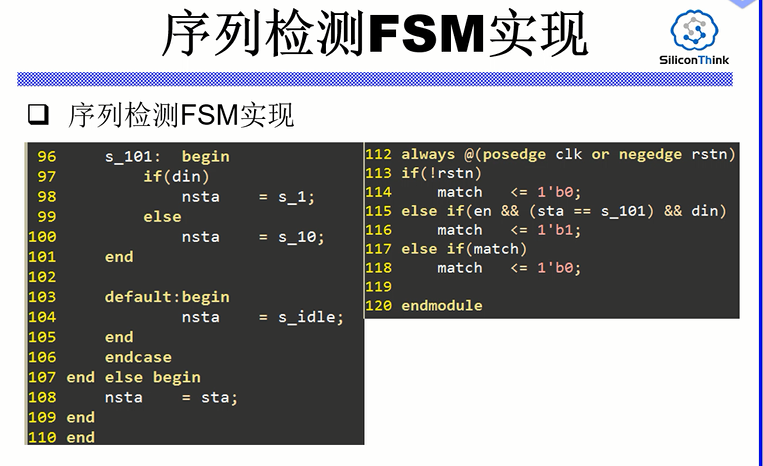 序列检测FSM实现
SiliconThink
序列检测FSM实现
96 s_101: begin
97 if(din)
98 nsta = s_1;
99 else
100 nsta = s_10;
101 end
102
103 default:begin
104 nsta = s_idle;
105 end
106 endcase
107 end else begin
108 nsta = sta;
109 end
110 end
112 always @(posedge clk or negedge rstn)
113 if(!rstn)
114 match <= 1'b0;
115 else if(en && (sta == s_101) && din)
116 match <= 1'b1;
117 else if(match)
118 match <= 1'b0;
119
120 endmodule